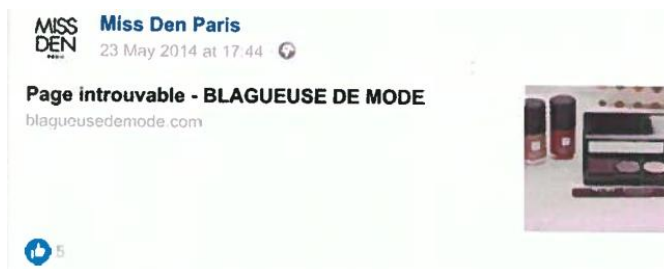 MISS
DEN
Miss Den Paris
23 May 2014 at 17:44
Page introuvable - BLAGUEUSE DE MODE
blagueusedemode.com
5